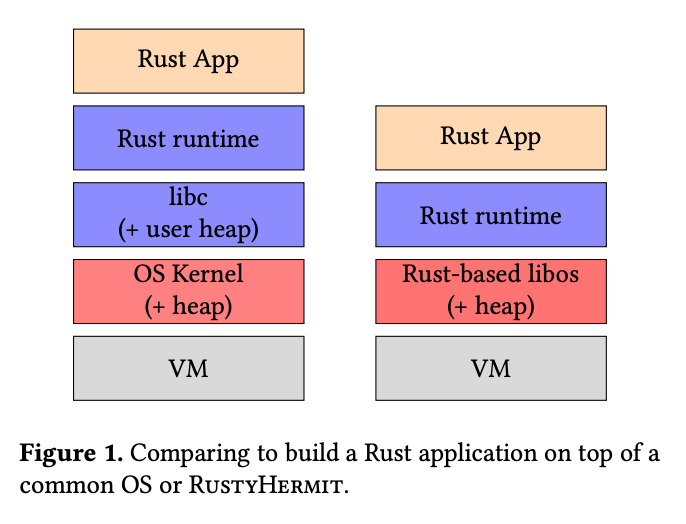 Rust App
Rust runtime
libc
(+ user heap)
OS Kernel
(+ heap)
VM
Rust App
Rust runtime
Rust-based libos
(+ heap)
VM
Figure 1. Comparing to build a Rust application on top of a
common OS or RustyHermit.